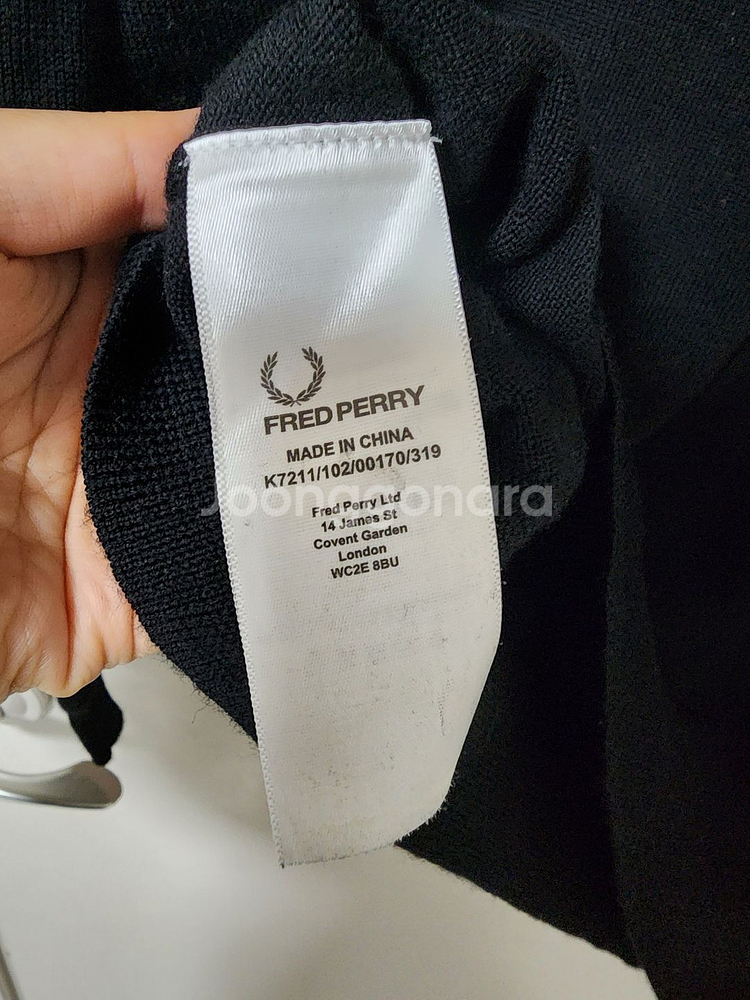 FRED PERRY
MADE IN CHINA
K7211/102/00170/319
Joonggonara
Fred Perry Ltd
14 James St
Covent Garden
London
WC2E 8BU